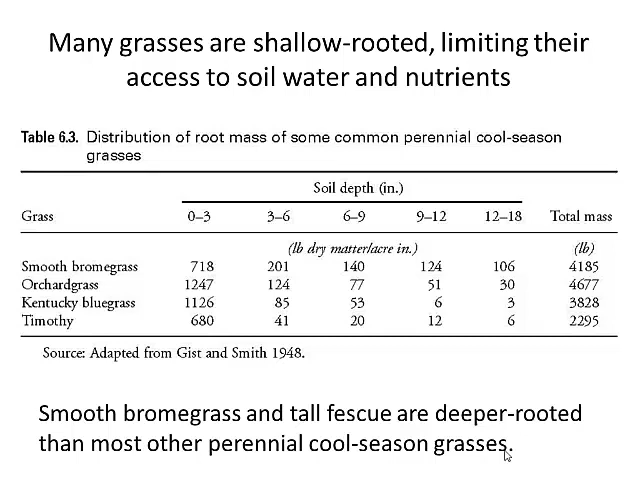 Many grasses are shallow-rooted, limiting their
access to soil water and nutrients
Table 6.3. Distribution of root mass of some common perennial cool-season
grasses
Soil depth (in.)
Grass 0–3 3–6 6–9 9–12 12–18 Total mass
(lb dry matter/acre in.) (lb)
Smooth bromegrass 718 201 140 124 106 4185
Orchardgrass 1247 124 77 51 30 4677
Kentucky bluegrass 1126 85 53 6 3 3828
Timothy 680 41 20 12 6 2295
Source: Adapted from Gist and Smith 1948.
Smooth bromegrass and tall fescue are deeper-rooted
than most other perennial cool-season grasses.